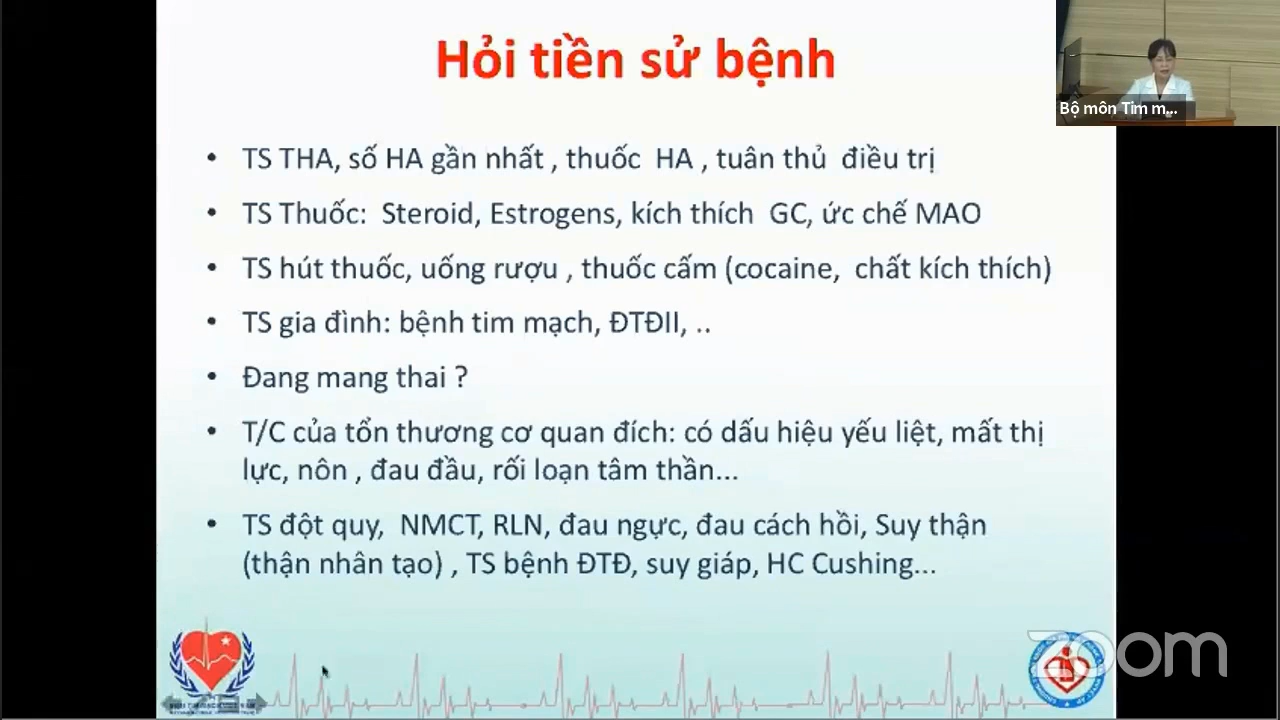 Hỏi tiền sử bệnh
Bộ môn Tim m...
• TS THA, số HA gần nhất , thuốc HA , tuân thủ điều trị
• TS Thuốc: Steroid, Estrogens, kích thích GC, ức chế MAO
• TS hút thuốc, uống rượu , thuốc cấm (cocaine, chất kích thích)
• TS gia đình: bệnh tim mạch, ĐTĐII, ..
• Đang mang thai ?
• T/C của tổn thương cơ quan đích: có dấu hiệu yếu liệt, mất thị
lực, nôn , đau đầu, rối loạn tâm thần...
• TS đột quy, NMCT, RLN, đau ngực, đau cách hồi, Suy thận
(thận nhân tạo) , TS bệnh ĐTĐ, suy giáp, HC Cushing...
zoom